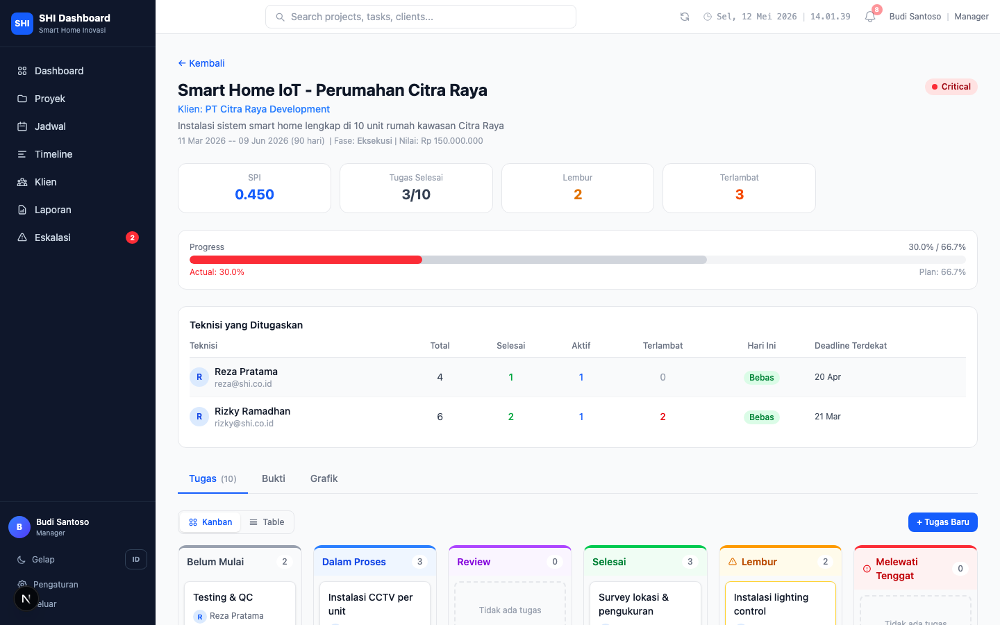 SHI
SHI Dashboard
Smart Home Inovasi
Dashboard
Proyek
Jadwal
Timeline
Klien
Laporan
Eskalasi
2
B
Budi Santoso
Manager
Gelap
ID
Pengaturan
N
eluar
Search projects, tasks, clients...
Sel, 12 Mei 2026 | 14.01.39
8
Budi Santoso | Manager
← Kembali
Smart Home IoT - Perumahan Citra Raya
Critical
Klien: PT Citra Raya Development
Instalasi sistem smart home lengkap di 10 unit rumah kawasan Citra Raya
11 Mar 2026 -- 09 Jun 2026 (90 hari) | Fase: Eksekusi | Nilai: Rp 150.000.000
SPI
0.450
Tugas Selesai
3/10
Lembur
2
Terlambat
3
Progress
30.0% / 66.7%
Actual: 30.0%
Plan: 66.7%
Teknisi yang Ditugaskan
Teknisi Total Selesai Aktif Terlambat Hari Ini Deadline Terdekat
R
Reza Pratama
reza@shi.co.id
4 1 1 0 Bebas 20 Apr
R
Rizky Ramadhan
rizky@shi.co.id
6 2 1 2 Bebas 21 Mar
Tugas (10)
Bukti
Grafik
Kanban
Table
+ Tugas Baru
Belum Mulai 2
Testing & QC
R Reza Pratama
Dalam Proses 3
Instalasi CCTV per
unit
Review 0
Tidak ada tugas
Selesai 3
Survey lokasi &
pengukuran
Lembur 2
Instalasi lighting
control
Melewati
Tenggat
0
Tidak ada tugas